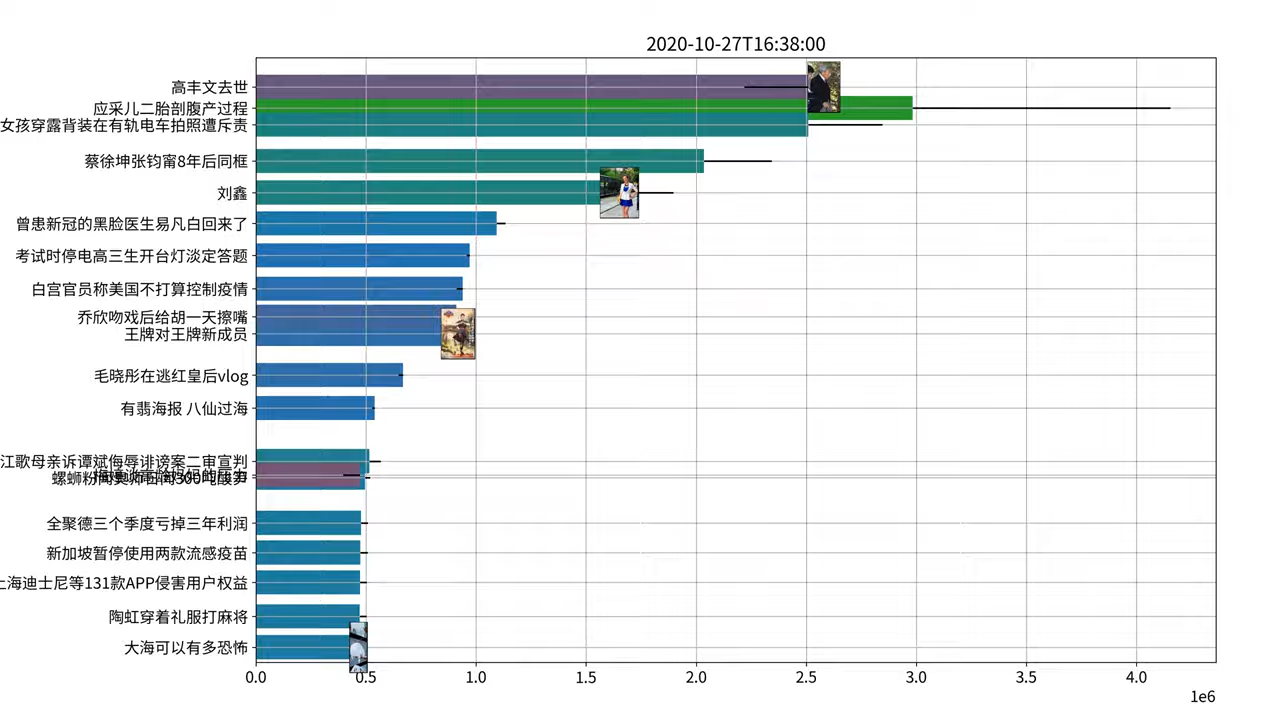 2020-10-27T16:38:00
高丰文去世
应采儿二胎剖腹产过程
女孩穿露背装在有轨电车拍照遭斥责
蔡徐坤张钧甯8年后同框
刘鑫
曾患新冠的黑脸医生易凡白回来了
考试时停电高三生开台灯淡定答题
白宫官员称美国不打算控制疫情
乔欣吻戏后给胡一天擦嘴
王牌对王牌新成员
毛晓彤在逃红皇后vlog
有翡海报 八仙过海
江歌母亲诉谭斌侮辱诽谤案二审宣判
全聚德三个季度亏掉三年利润
新加坡暂停使用两款流感疫苗
海迪士尼等131款APP侵害用户权益
陶虹穿着礼服打麻将
大海可以有多恐怖
0.0 0.5 1.0 1.5 2.0 2.5 3.0 3.5 4.0
1e6